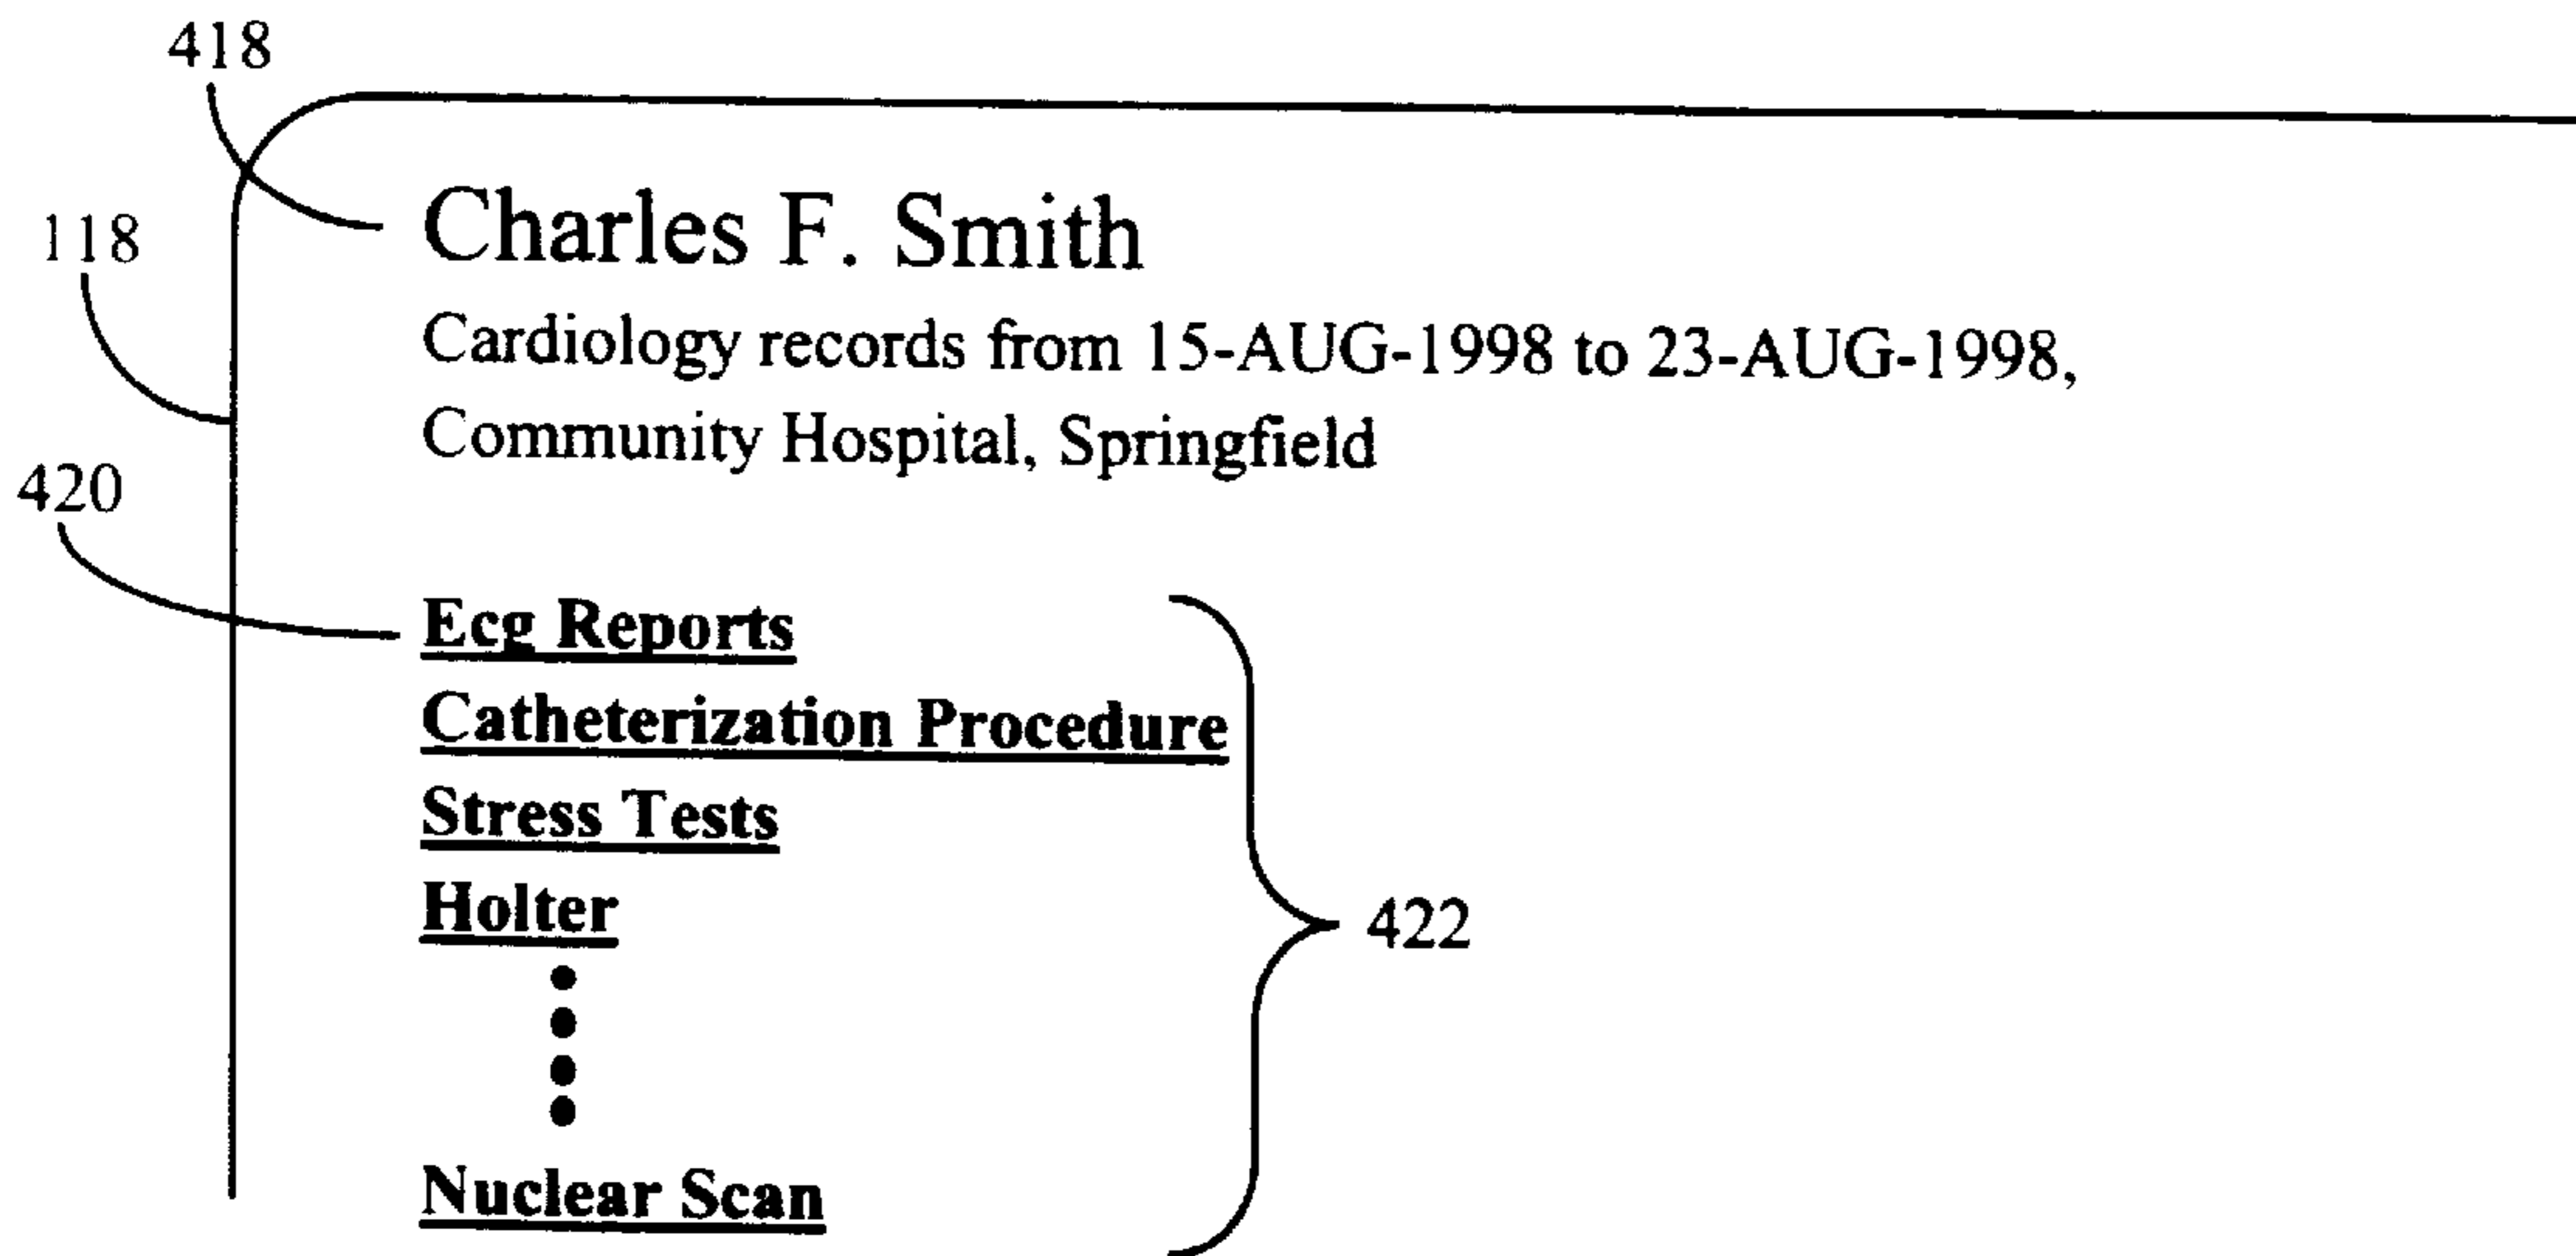 418
118
Charles F. Smith
Cardiology records from 15-AUG-1998 to 23-AUG-1998,
Community Hospital, Springfield
420
Ecg Reports
Catheterization Procedure
Stress Tests
Holter
422
Nuclear Scan